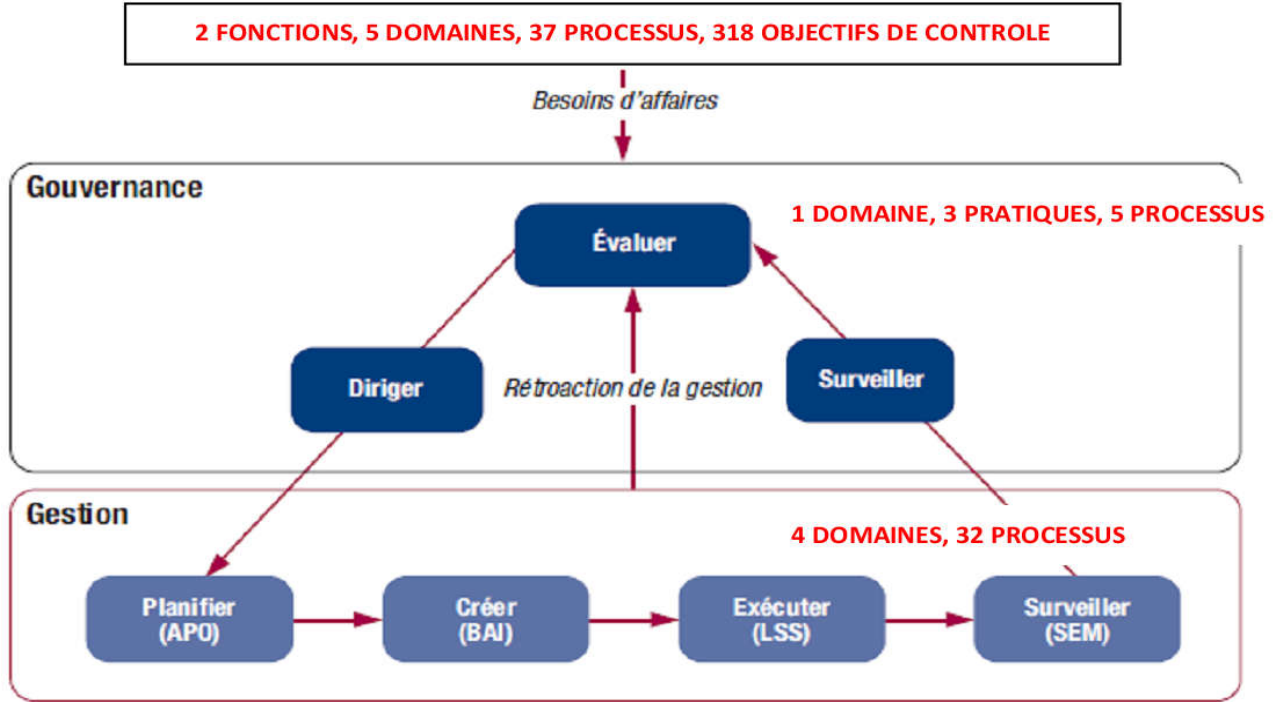 2 FONCTIONS, 5 DOMAINES, 37 PROCESSUS, 318 OBJECTIFS DE CONTROLE
Besoins d'affaires
Gouvernance
1 DOMAINE, 3 PRATIQUES, 5 PROCESSUS
Évaluer
Diriger
Rétroaction de la gestion
Surveiller
Gestion
4 DOMAINES, 32 PROCESSUS
Planifier
(APO)
Créer
(BAI)
Exécuter
(LSS)
Surveiller
(SEM)